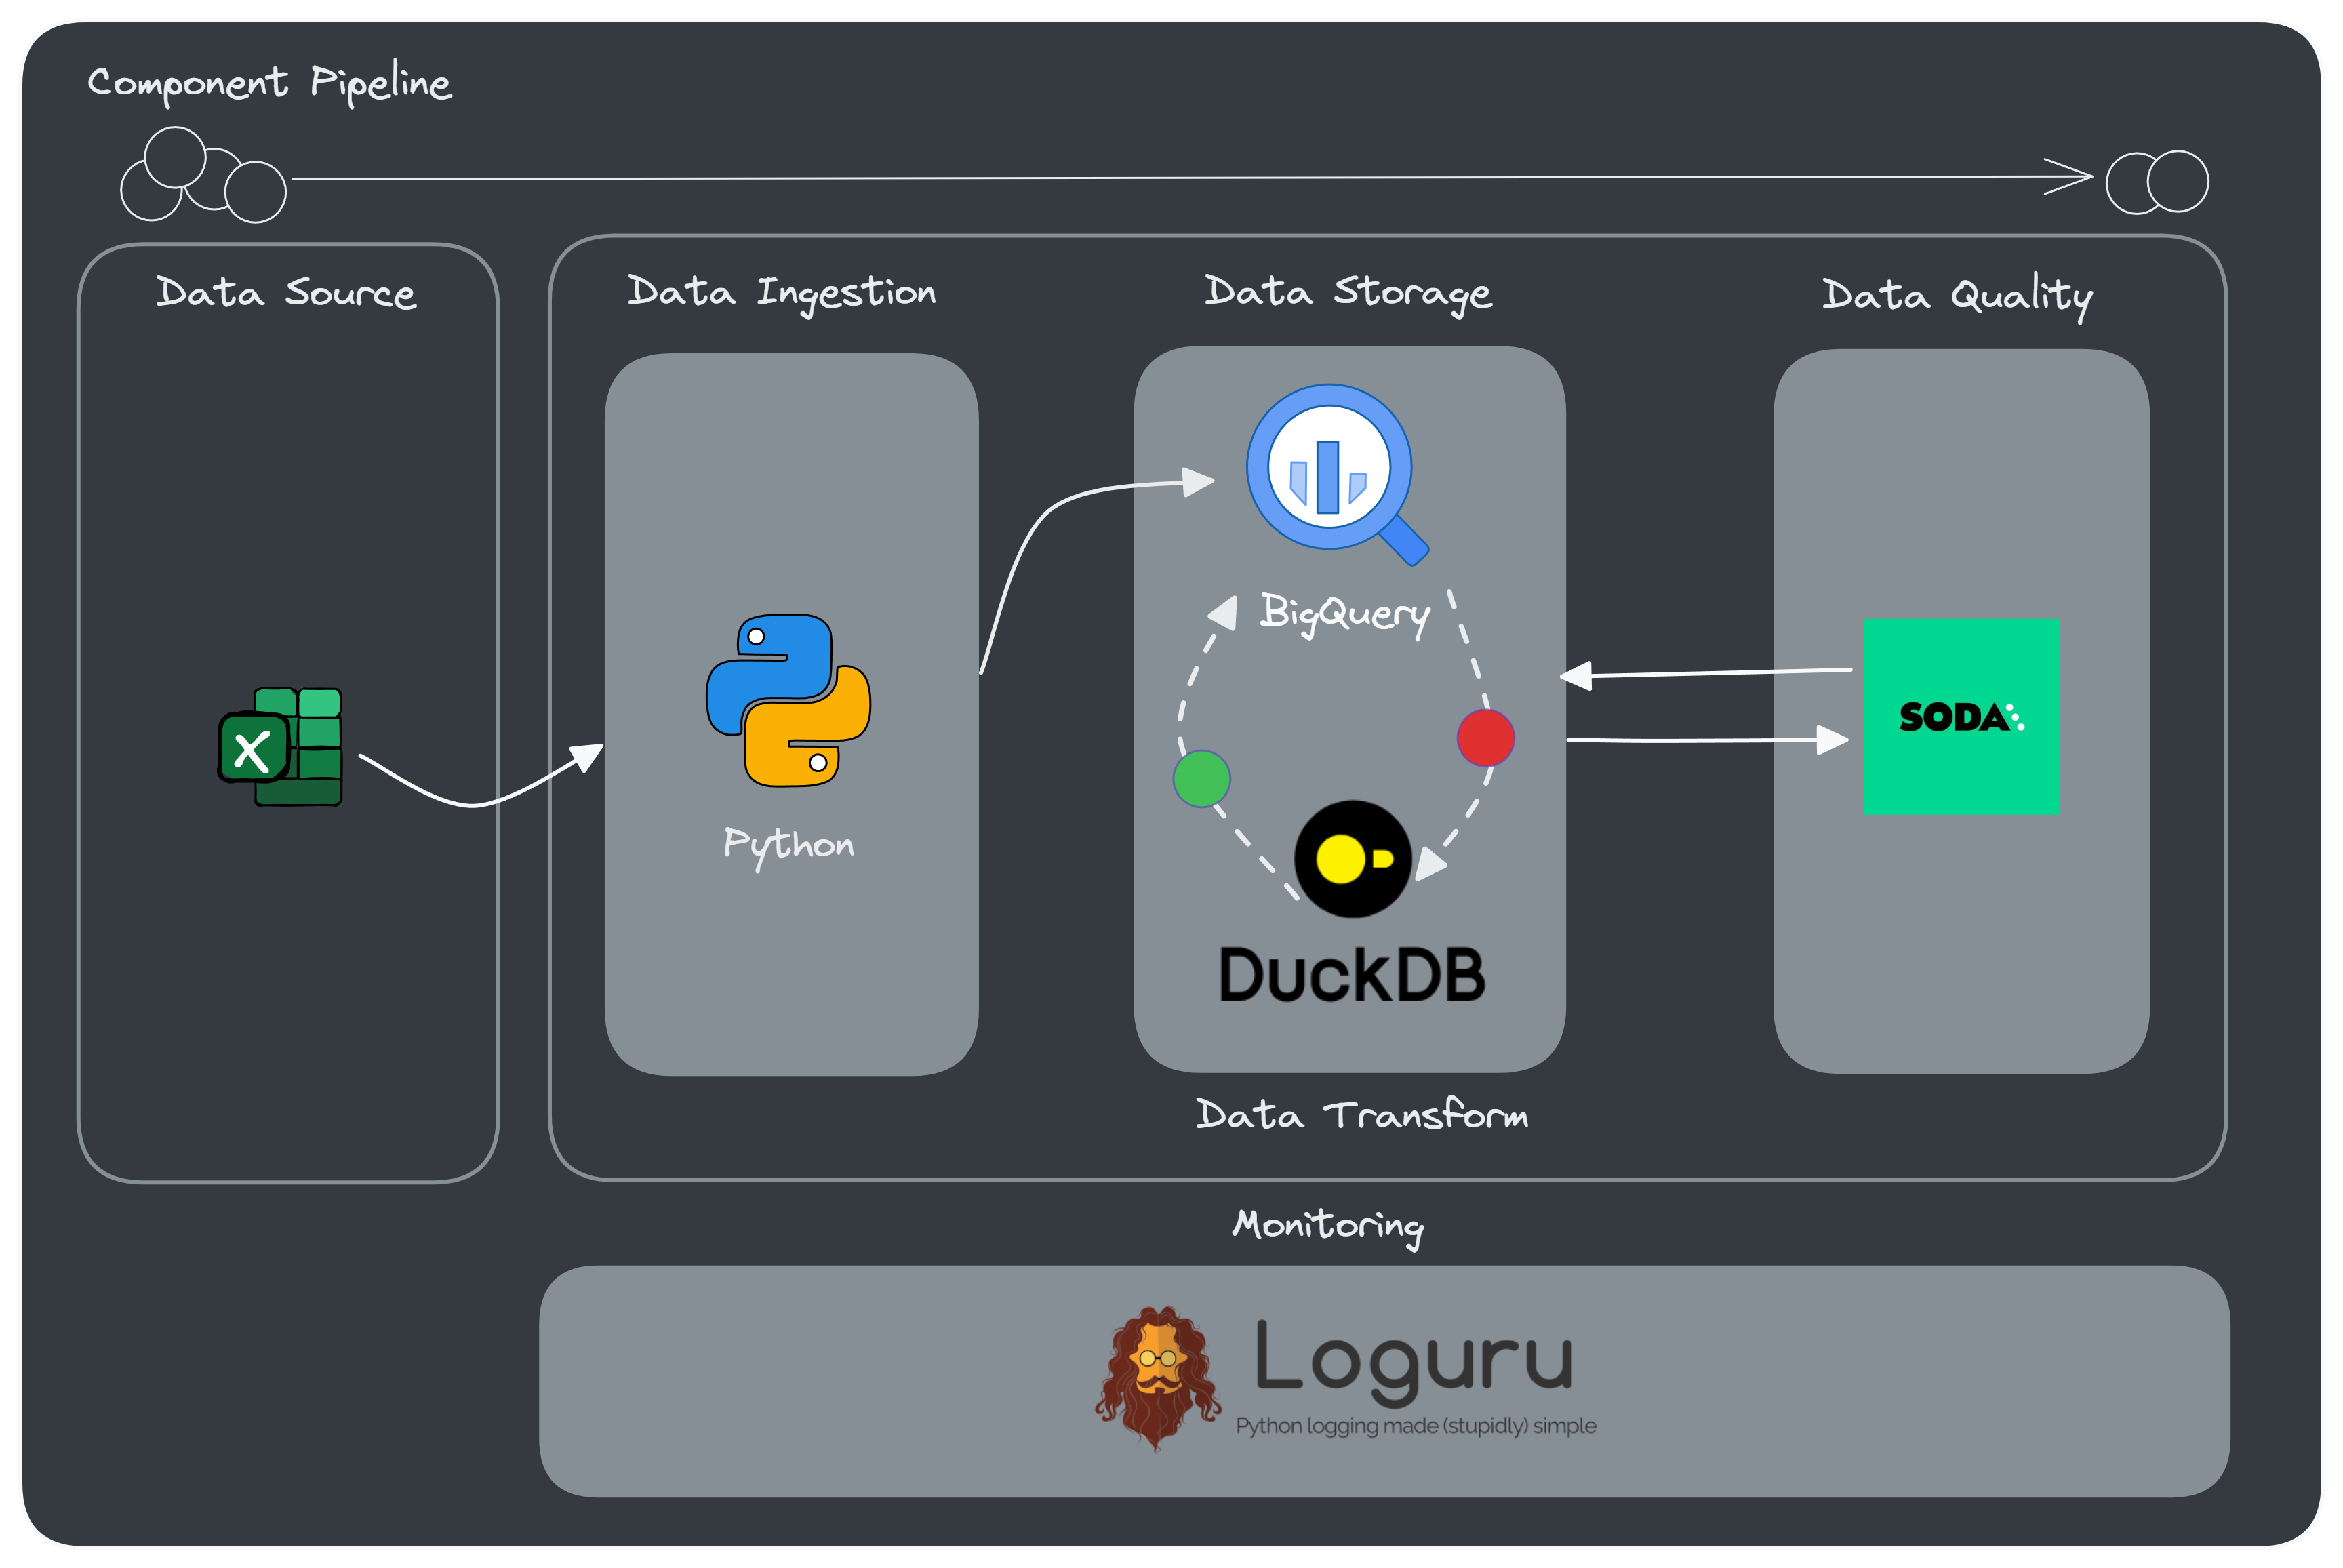 Component Pipeline
Data Source
Data Ingestion
Data Storage
Data Quality
BigQuery
X
SODA
Python
DuckDB
Data Transform
Monitoring
Loguru
Python logging made (stupidly) simple